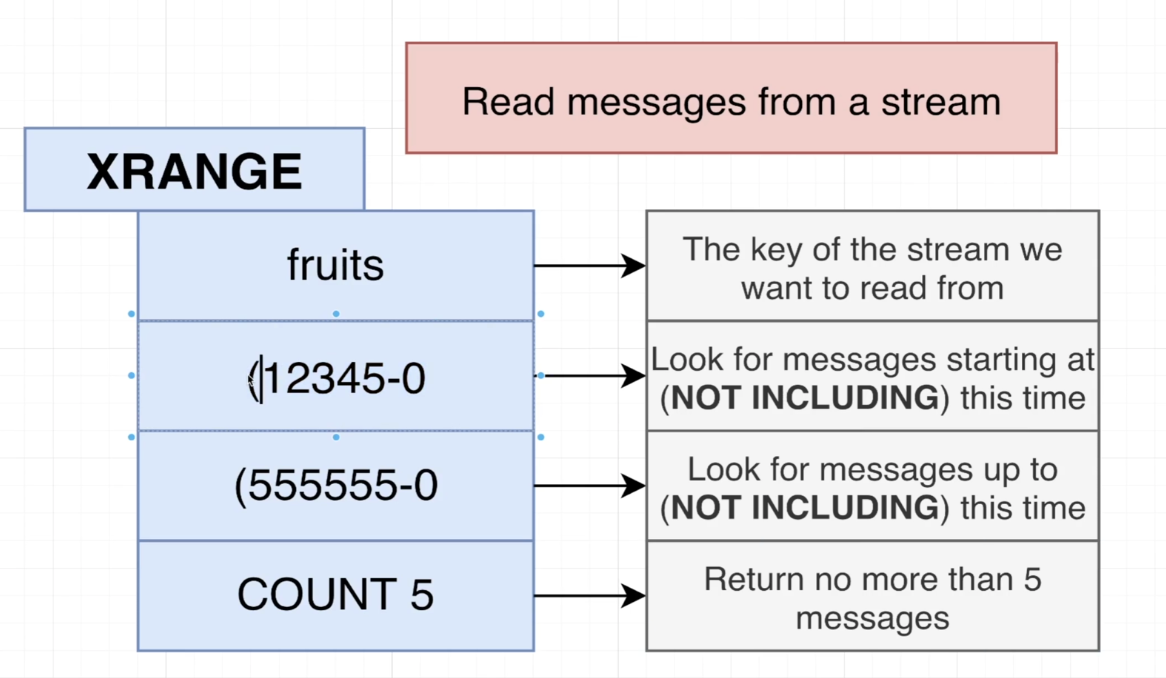 Read messages from a stream
XRANGE
fruits
The key of the stream we
want to read from
(12345-0
Look for messages starting at
(NOT INCLUDING) this time
(555555-0
Look for messages up to
(NOT INCLUDING) this time
COUNT 5
Return no more than 5
messages